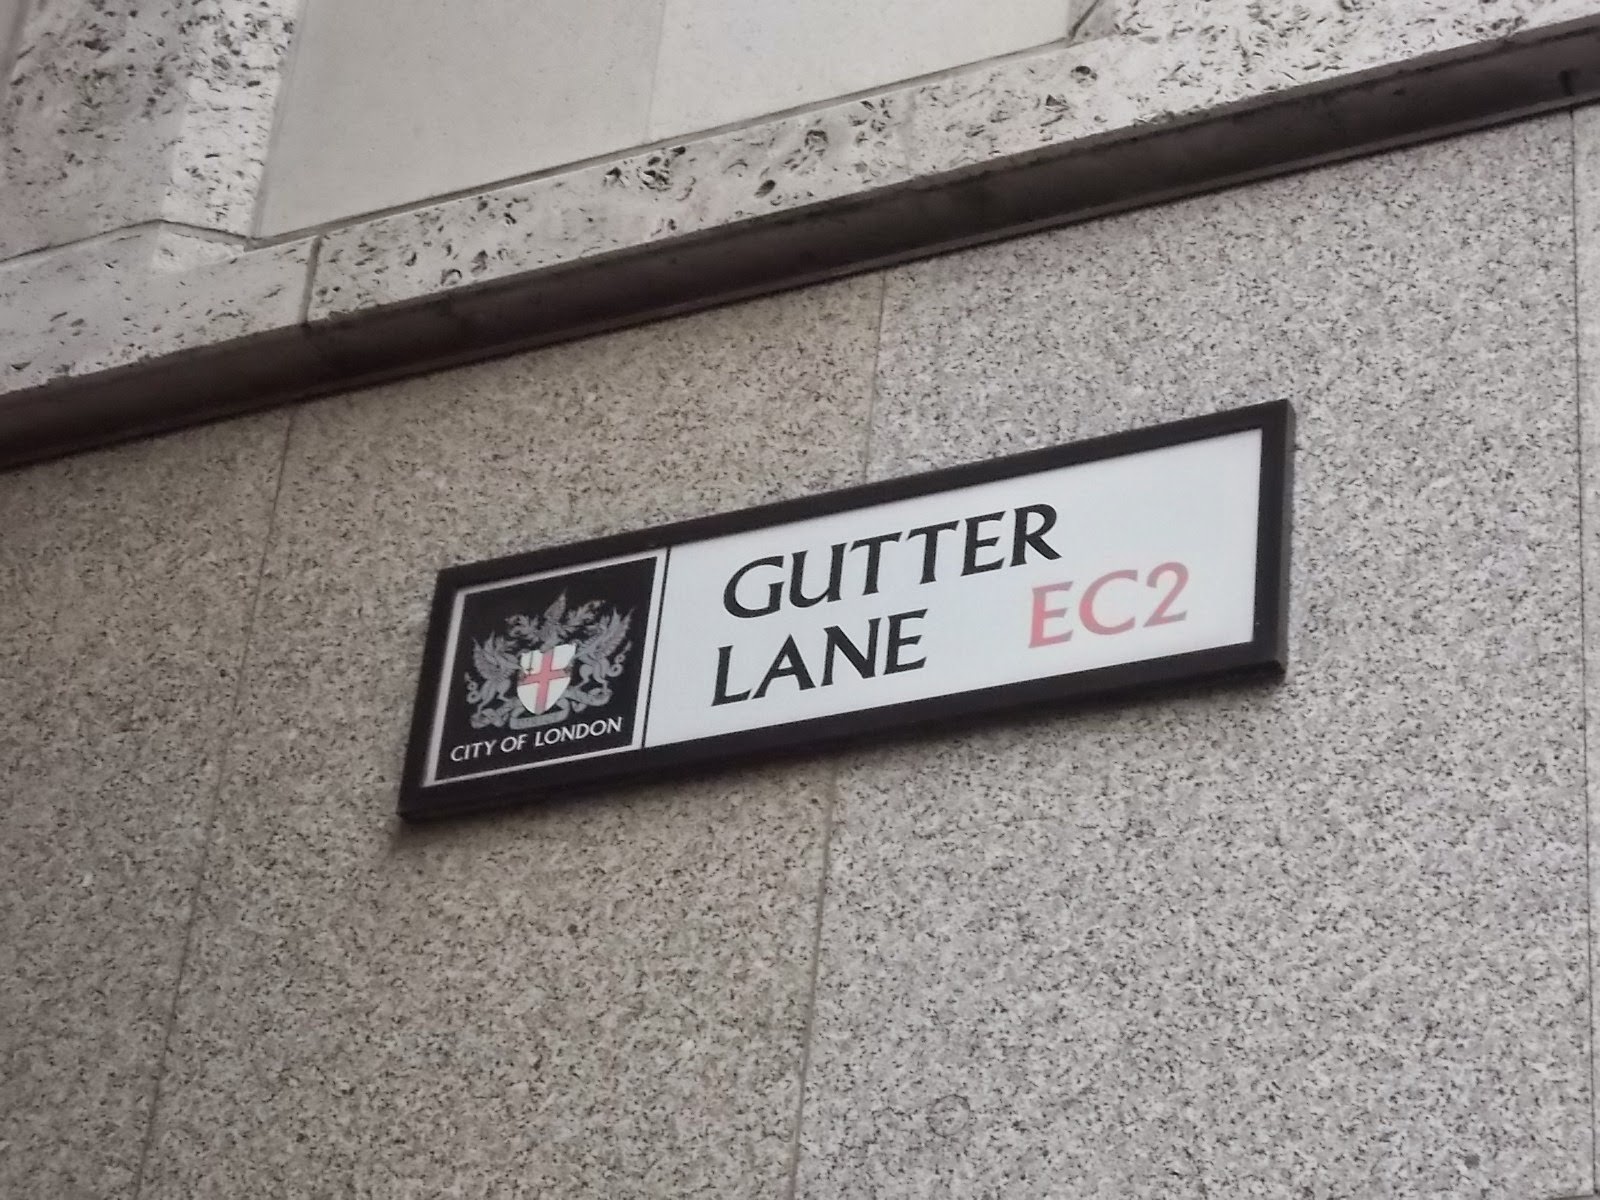 GUTTER
LANE EC2
CITY OF LONDON